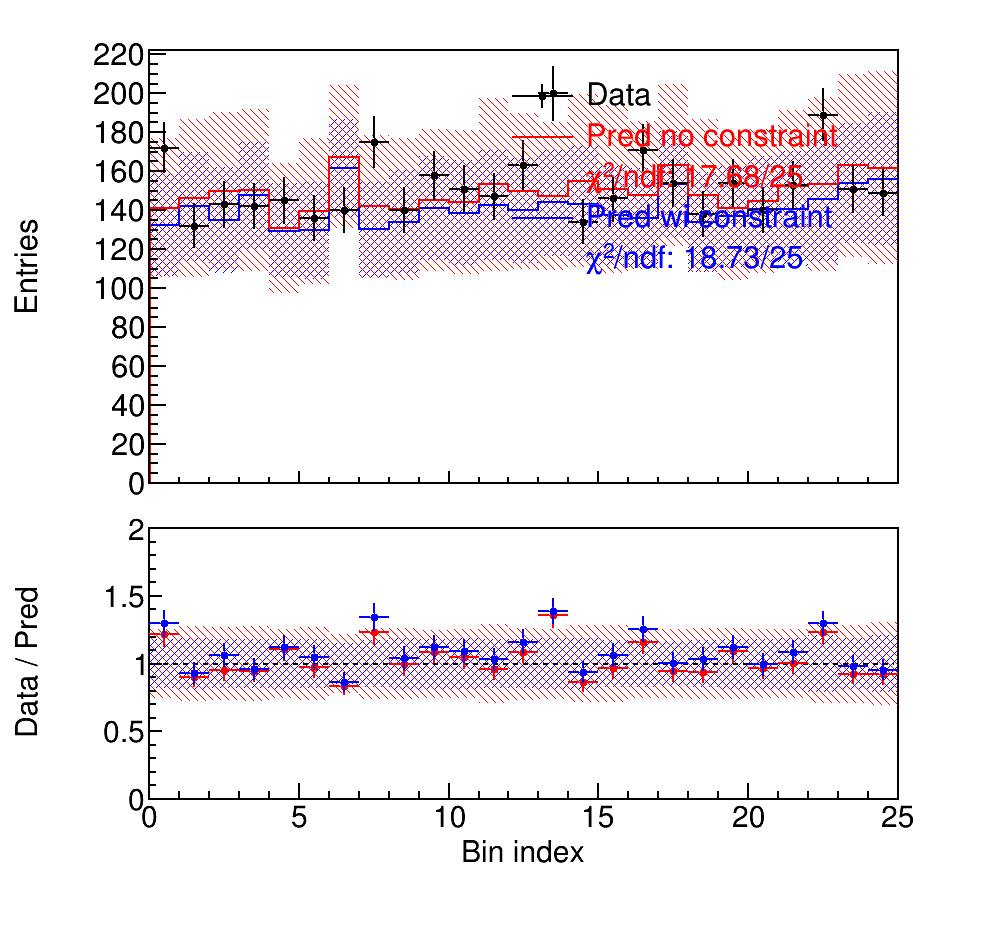 220
200
180
160
140
120
100
80
60
40
20
0
Entries
Data
Pred no constraint
χ²/ndf: 17.68/25
Pred wi constraint
χ²/ndf: 18.73/25
2
1.5
1
0.5
0
Data / Pred
0 5 10 15 20 25
Bin index